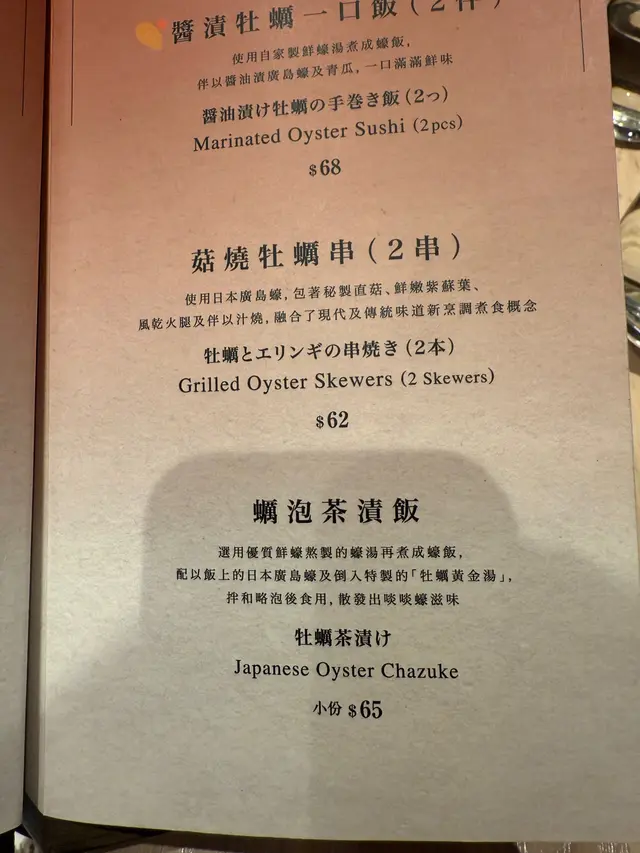 醬漬牡蠣一口飯(2件)
使用自家製鮮蠔湯煮成蠔飯,
伴以醬油漬廣島蠔及青瓜,一口滿滿鮮味
醤油漬け牡蠣の手巻き飯(2つ)
Marinated Oyster Sushi (2pcs)
$68
菇燒牡蠣串(2串)
使用日本廣島蠔,包著秘製直菇、鮮嫩紫蘇葉、
風乾火腿及伴以汁燒,融合了現代及傳統味道新烹調煮食概念
牡蠣とエリンギの串焼き(2本)
Grilled Oyster Skewers (2 Skewers)
$62
蠣泡茶漬飯
選用優質鮮蠔熬製的蠔湯再煮成蠔飯,
配以飯上的日本廣島蠔及倒入特製的「牡蠣黃金湯」,
拌和略泡後食用,散發出啖啖蠔滋味
牡蠣茶漬け
Japanese Oyster Chazuke
小份 $65